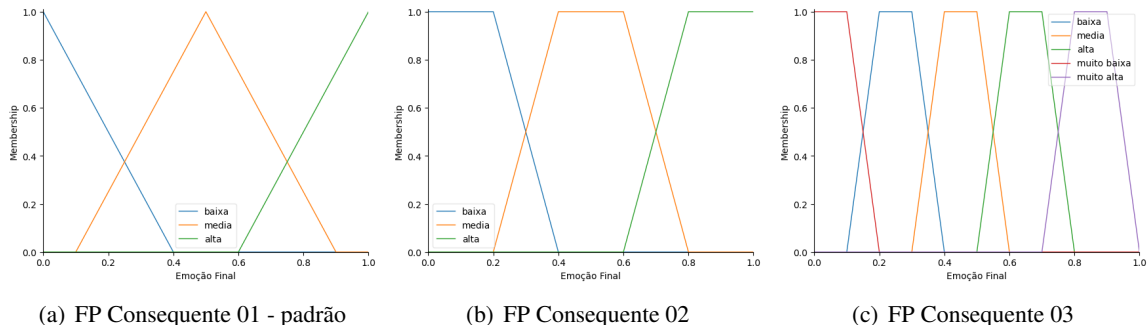 1.0
0.8
0.6
0.4
0.2
0.0
Membership
0.0 0.2 0.4 0.6 0.8 1.0
Emoção Final
baixa
media
alta
(a) FP Consequente 01 - padrão
1.0
0.8
0.6
0.4
0.2
0.0
Membership
0.0 0.2 0.4 0.6 0.8 1.0
Emoção Final
baixa
media
alta
(b) FP Consequente 02
1.0
0.8
0.6
0.4
0.2
0.0
Membership
0.0 0.2 0.4 0.6 0.8 1.0
Emoção Final
baixa
media
alta
muito baixa
muito alta
(c) FP Consequente 03